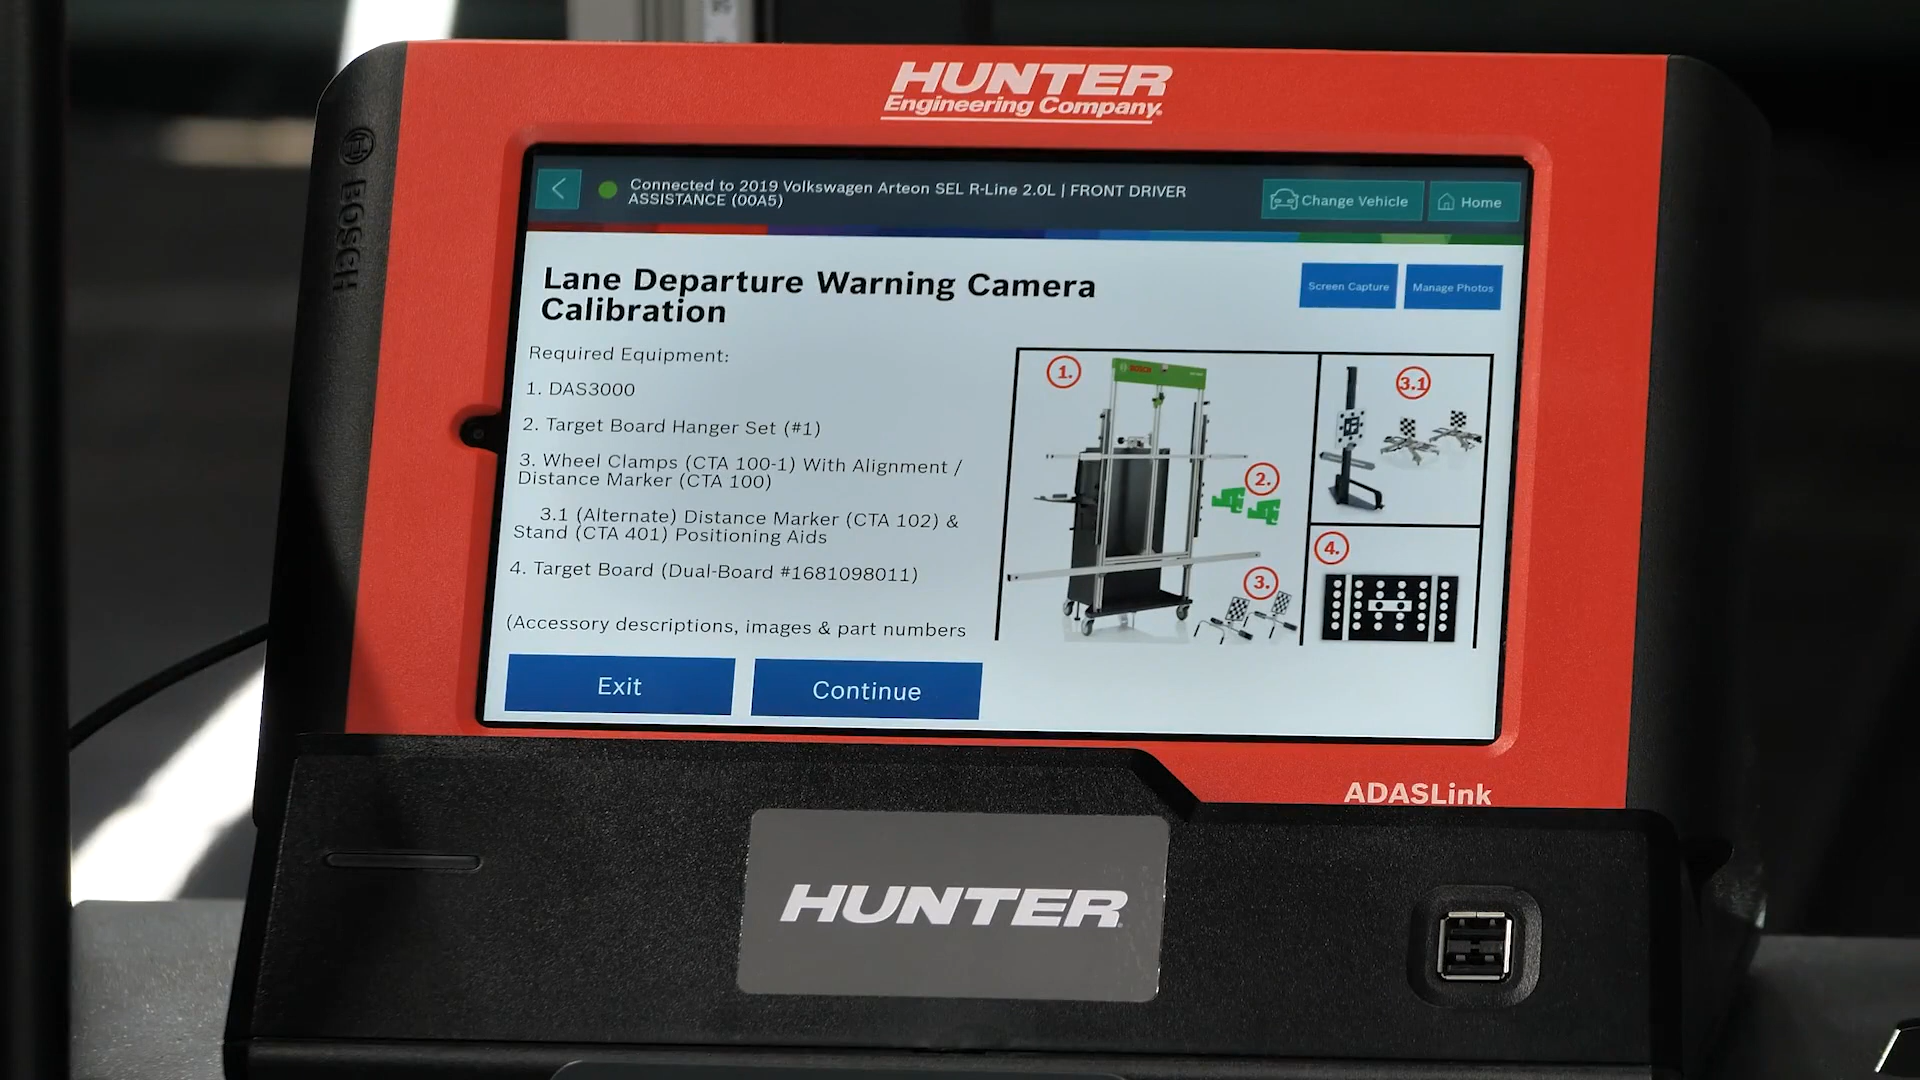 HUNTER
Engineering Company.
BOSCH
Connected to 2019 Volkswagen Arteon SEL R-Line 2.0L | FRONT DRIVER
ASSISTANCE (00A5)
Change Vehicle
Home
Lane Departure Warning Camera
Calibration
Screen Capture
Manage Photos
Required Equipment:
1. DAS3000
2. Target Board Hanger Set (#1)
3. Wheel Clamps (CTA 100-1) With Alignment /
Distance Marker (CTA 100)
3.1 (Alternate) Distance Marker (CTA 102) &
Stand (CTA 401) Positioning Aids
4. Target Board (Dual-Board #1681098011)
(Accessory descriptions, images & part numbers
1.
BOSCH
2.
3.
3.1
4.
Exit
Continue
ADASLink
HUNTER